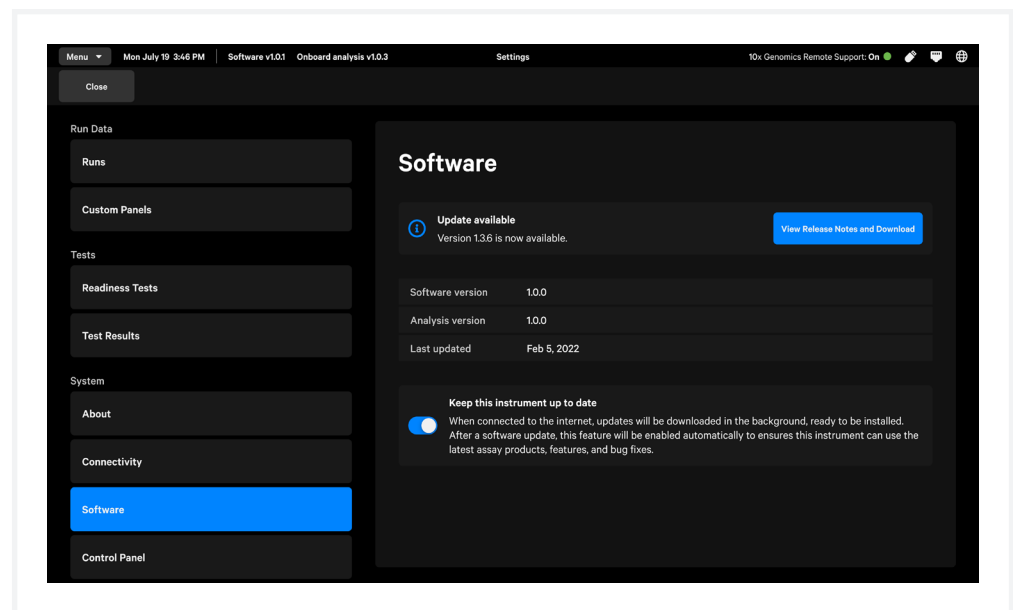 Menu Mon July 19 3:46 PM Software v1.0.1 Onboard analysis v1.0.3 Settings 10x Genomics Remote Support: On
Close
Run Data
Runs
Custom Panels
Tests
Readiness Tests
Test Results
System
About
Connectivity
Software
Control Panel
Software
Update available
Version 1.3.6 is now available.
View Release Notes and Download
Software version 1.0.0
Analysis version 1.0.0
Last updated Feb 5, 2022
Keep this instrument up to date
When connected to the internet, updates will be downloaded in the background, ready to be installed.
After a software update, this feature will be enabled automatically to ensures this instrument can use the
latest assay products, features, and bug fixes.